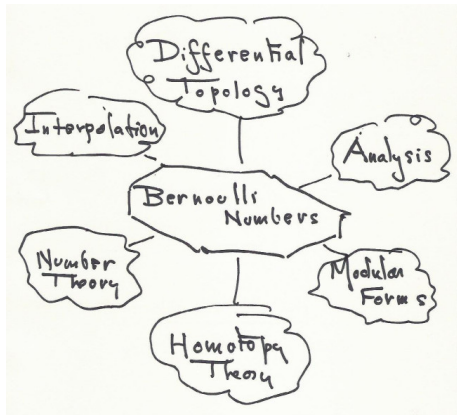 Differential
Topology
Interpolation
Analysis
Bernoulli
Numbers
Number
Theory
Modular
Forms
Homotopy
Theory